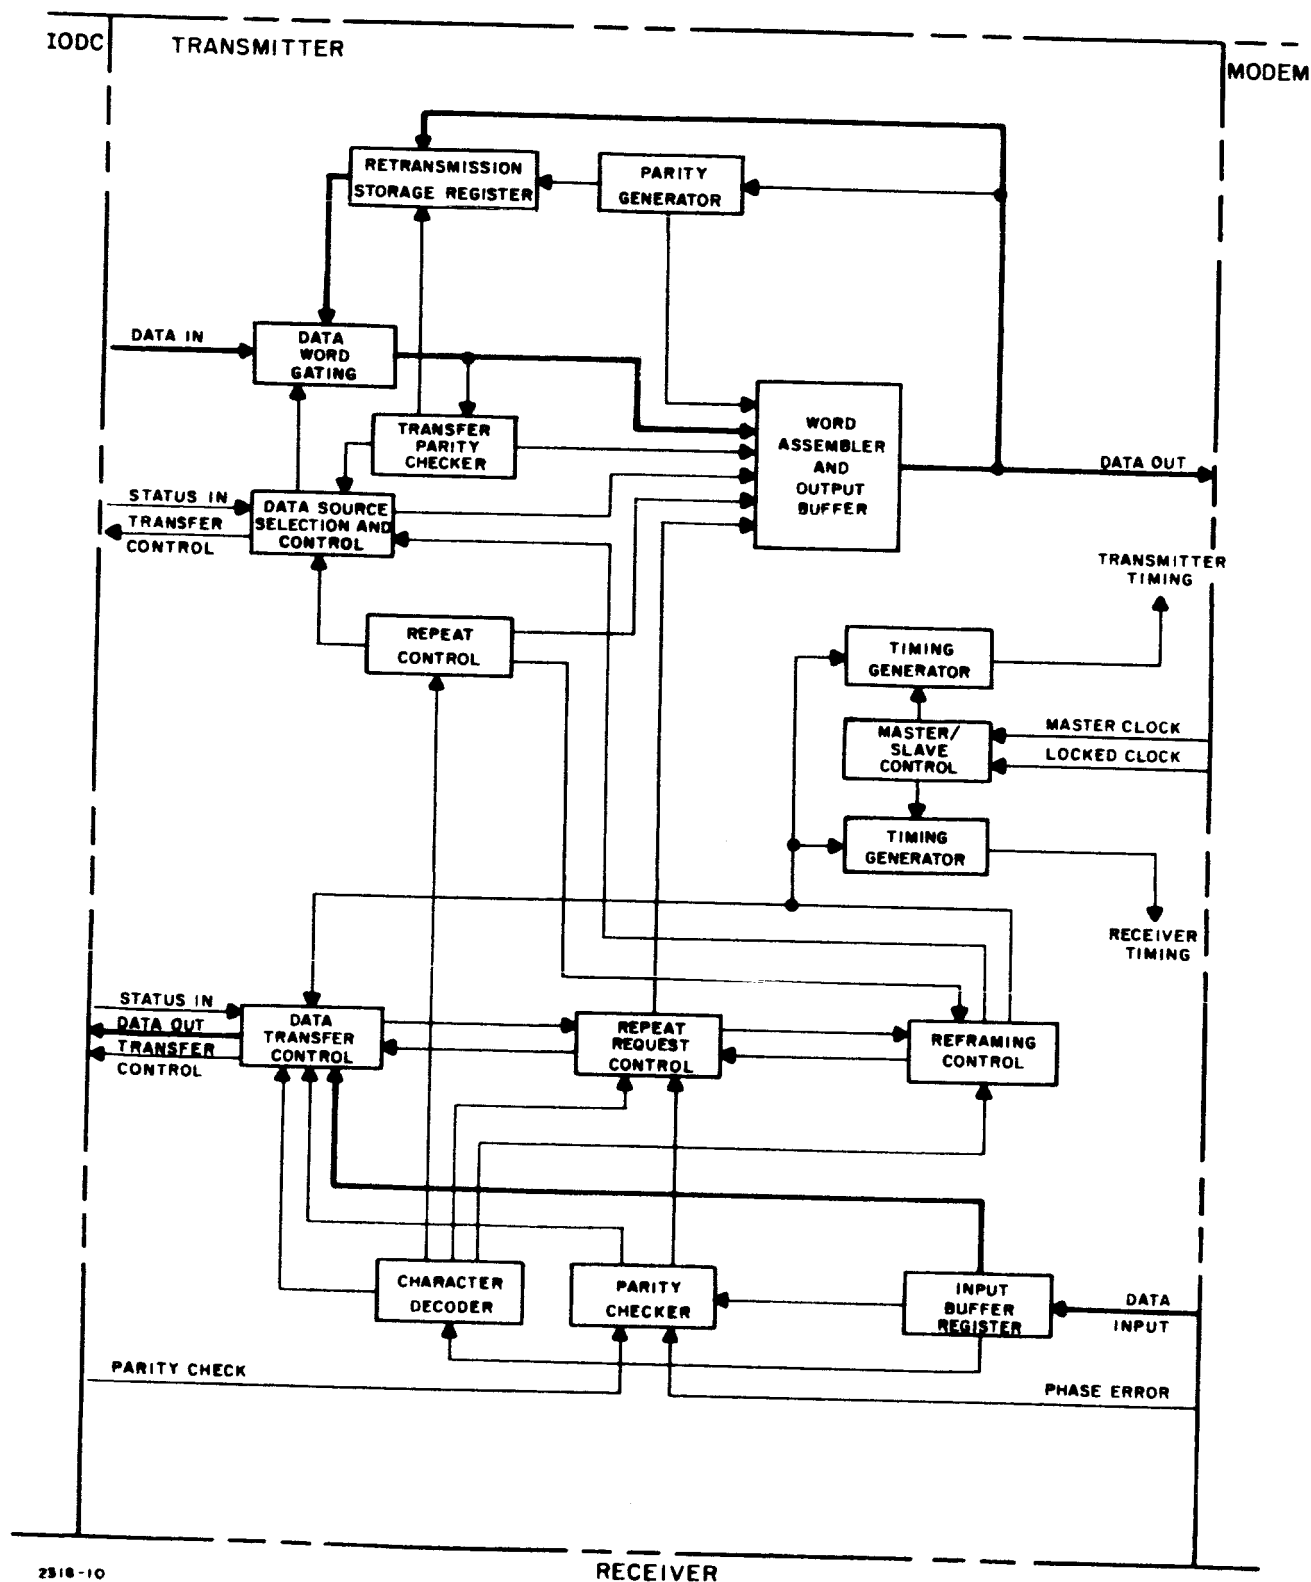 IODC
TRANSMITTER
MODEM
RETRANSMISSION
STORAGE REGISTER
PARITY
GENERATOR
DATA IN
DATA
WORD
GATING
TRANSFER
PARITY
CHECKER
WORD
ASSEMBLER
AND
OUTPUT
BUFFER
DATA OUT
STATUS IN
TRANSFER
CONTROL
DATA SOURCE
SELECTION AND
CONTROL
TRANSMITTER
TIMING
REPEAT
CONTROL
TIMING
GENERATOR
MASTER/
SLAVE
CONTROL
MASTER CLOCK
LOCKED CLOCK
TIMING
GENERATOR
RECEIVER
TIMING
STATUS IN
DATA OUT
TRANSFER
CONTROL
DATA
TRANSFER
CONTROL
REPEAT
REQUEST
CONTROL
REFRAMING
CONTROL
CHARACTER
DECODER
PARITY
CHECKER
INPUT
BUFFER
REGISTER
DATA
INPUT
PARITY CHECK
PHASE ERROR
2318-10
RECEIVER